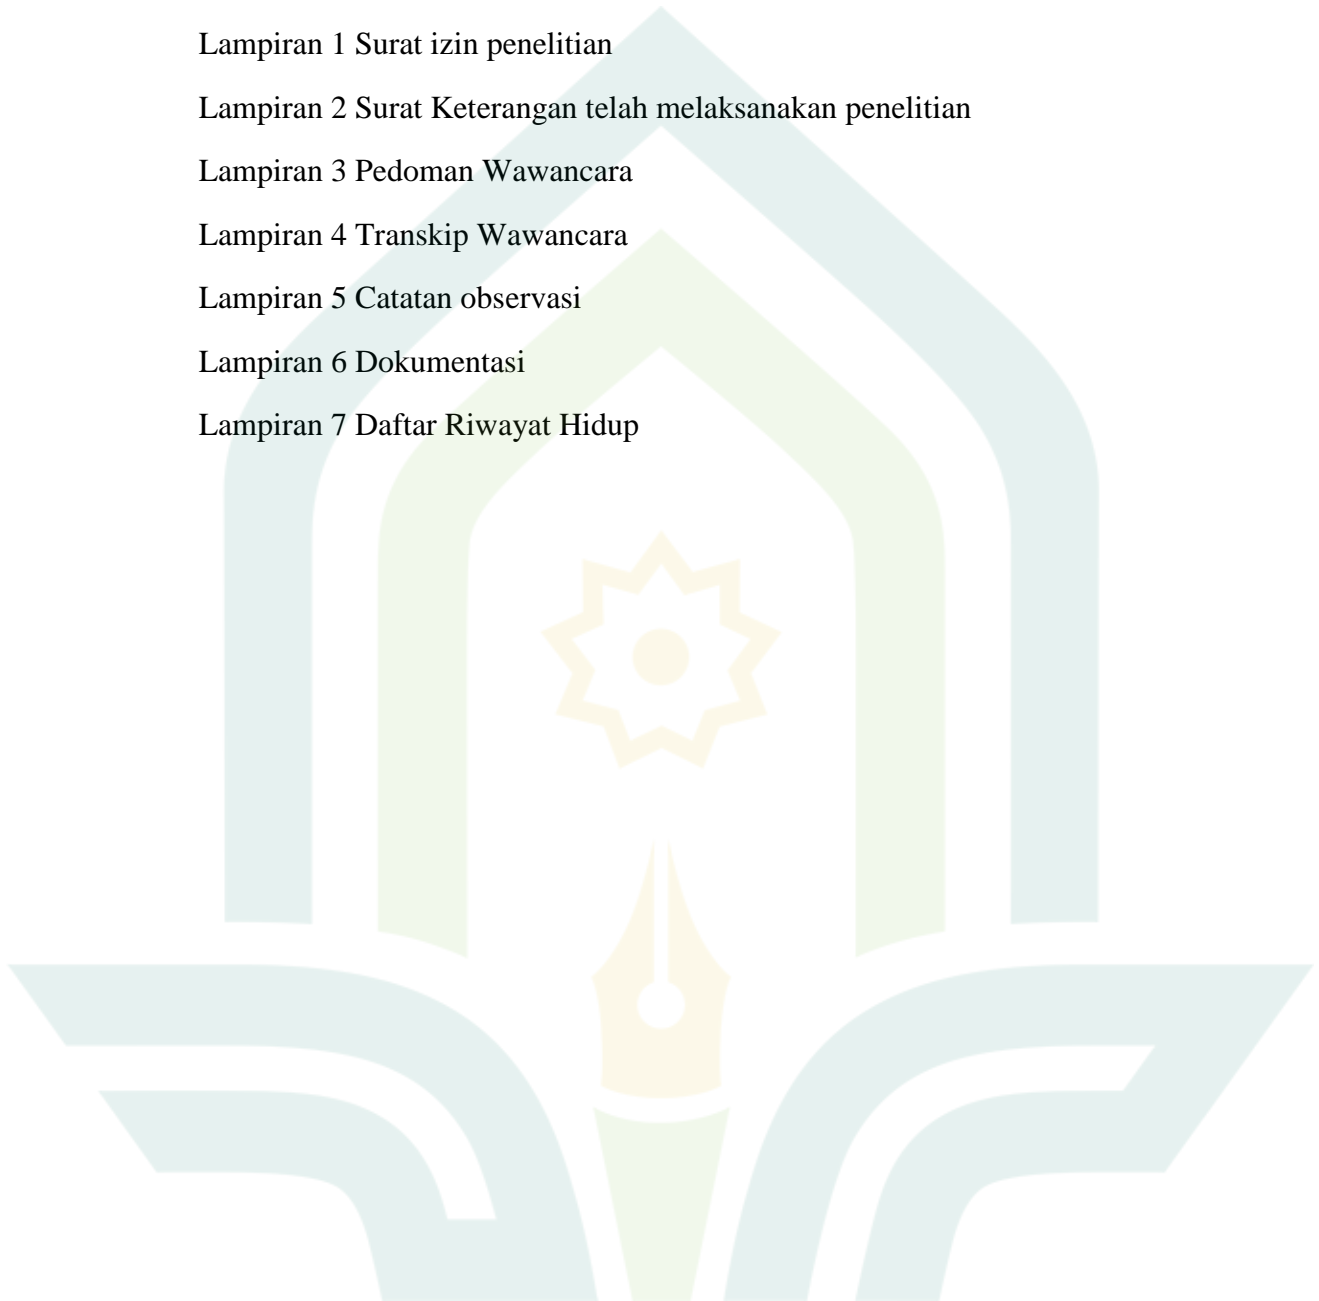 Lampiran 1 Surat izin penelitian
Lampiran 2 Surat Keterangan telah melaksanakan penelitian
Lampiran 3 Pedoman Wawancara
Lampiran 4 Transkip Wawancara
Lampiran 5 Catatan observasi
Lampiran 6 Dokumentasi
Lampiran 7 Daftar Riwayat Hidup